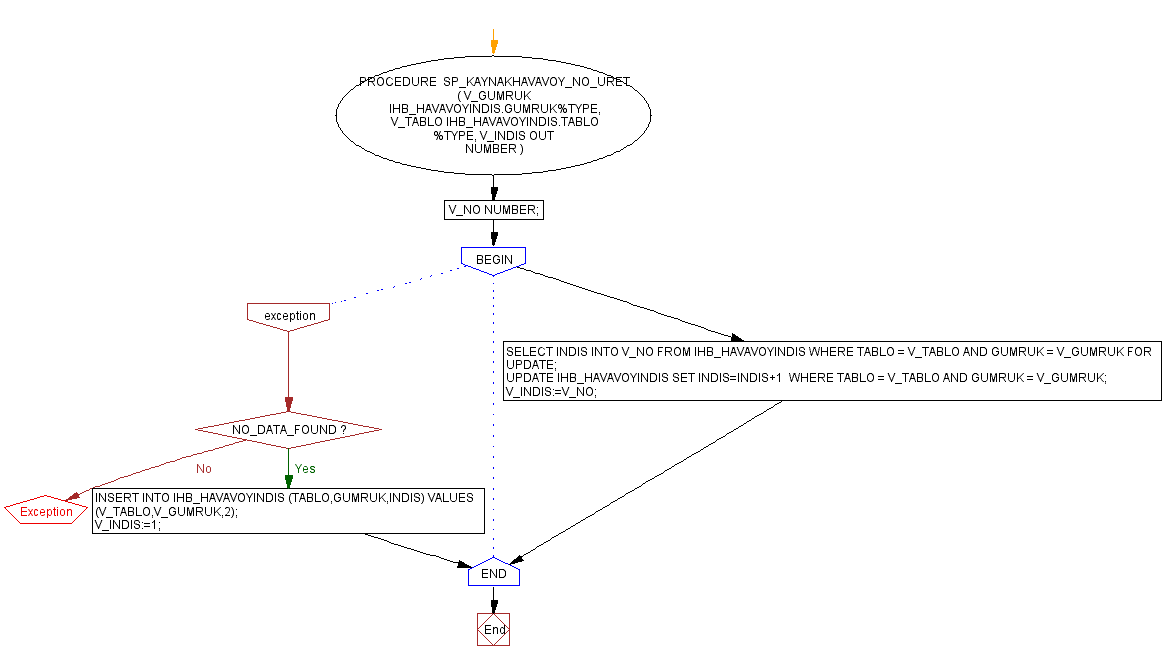 PROCEDURE  SP_KAYNAKHAVAVOY_NO_URET
( V_GUMRUK
IHB_HAVAVOYINDIS.GUMRUK%TYPE,
V_TABLO IHB_HAVAVOYINDIS.TABLO
%TYPE, V_INDIS OUT
NUMBER )
V_NO NUMBER;
BEGIN
exception
SELECT INDIS INTO V_NO FROM IHB_HAVAVOYINDIS WHERE TABLO = V_TABLO AND GUMRUK = V_GUMRUK FOR
UPDATE;
UPDATE IHB_HAVAVOYINDIS SET INDIS=INDIS+1  WHERE TABLO = V_TABLO AND GUMRUK = V_GUMRUK;
V_INDIS:=V_NO;
NO_DATA_FOUND ?
No
Yes
Exception
INSERT INTO IHB_HAVAVOYINDIS (TABLO,GUMRUK,INDIS) VALUES
(V_TABLO,V_GUMRUK,2);
V_INDIS:=1;
END
End